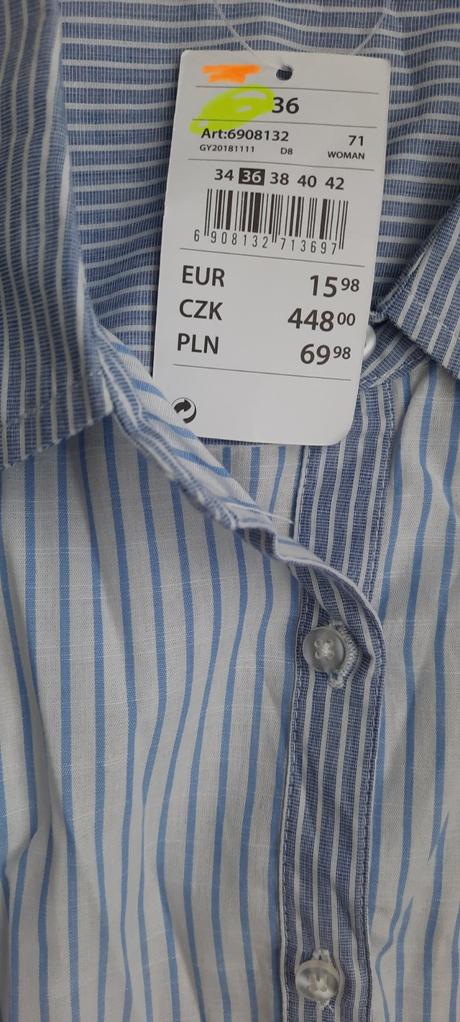 36
Art:6908132 71
GY20181111 D8 WOMAN
34 36 38 40 42
6 908132 713697
EUR 15 98
CZK 448 00
PLN 69 98